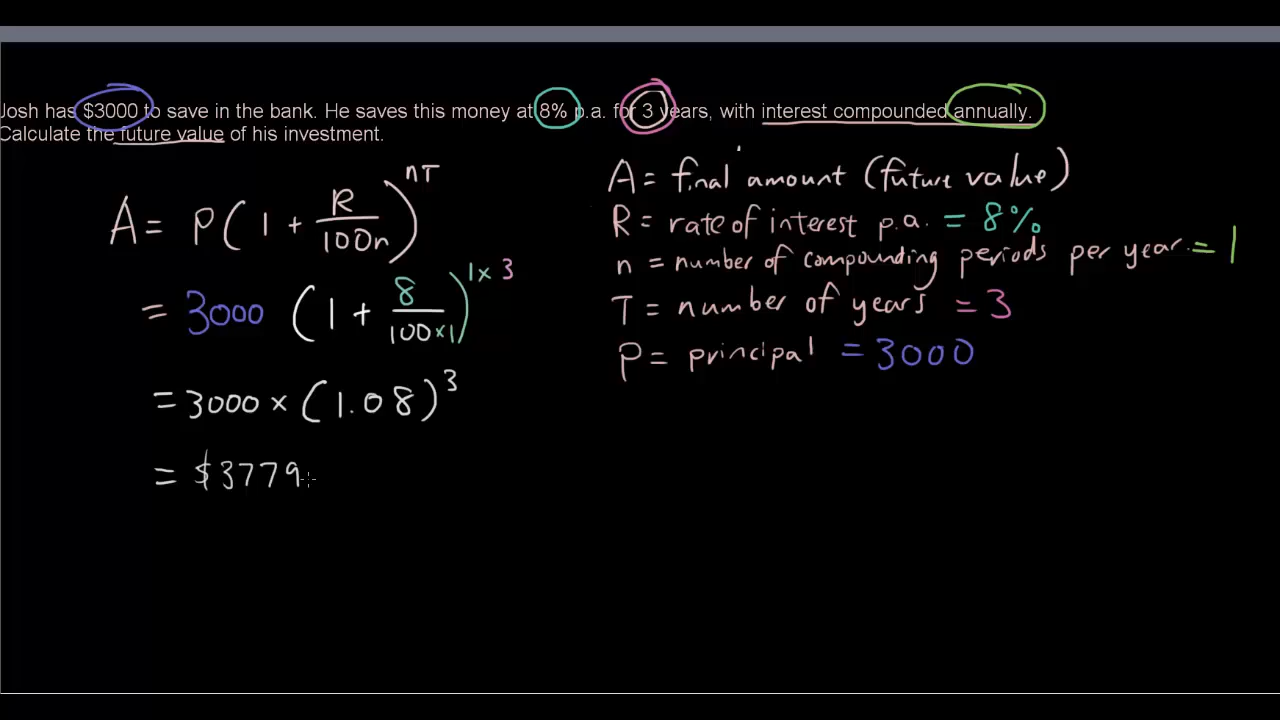 Josh has $3000 to save in the bank. He saves this money at 8% p.a. for 3 years, with interest compounded annually.
Calculate the future value of his investment.
A = P(1 + R/100n)^nT
= 3000 (1 + 8/100×1)^1×3
= 3000 × (1.08)^3
= $3779.
A = final amount (future value)
R = rate of interest p.a. = 8%
n = number of compounding periods per year. = 1
T = number of years = 3
P = principal = 3000